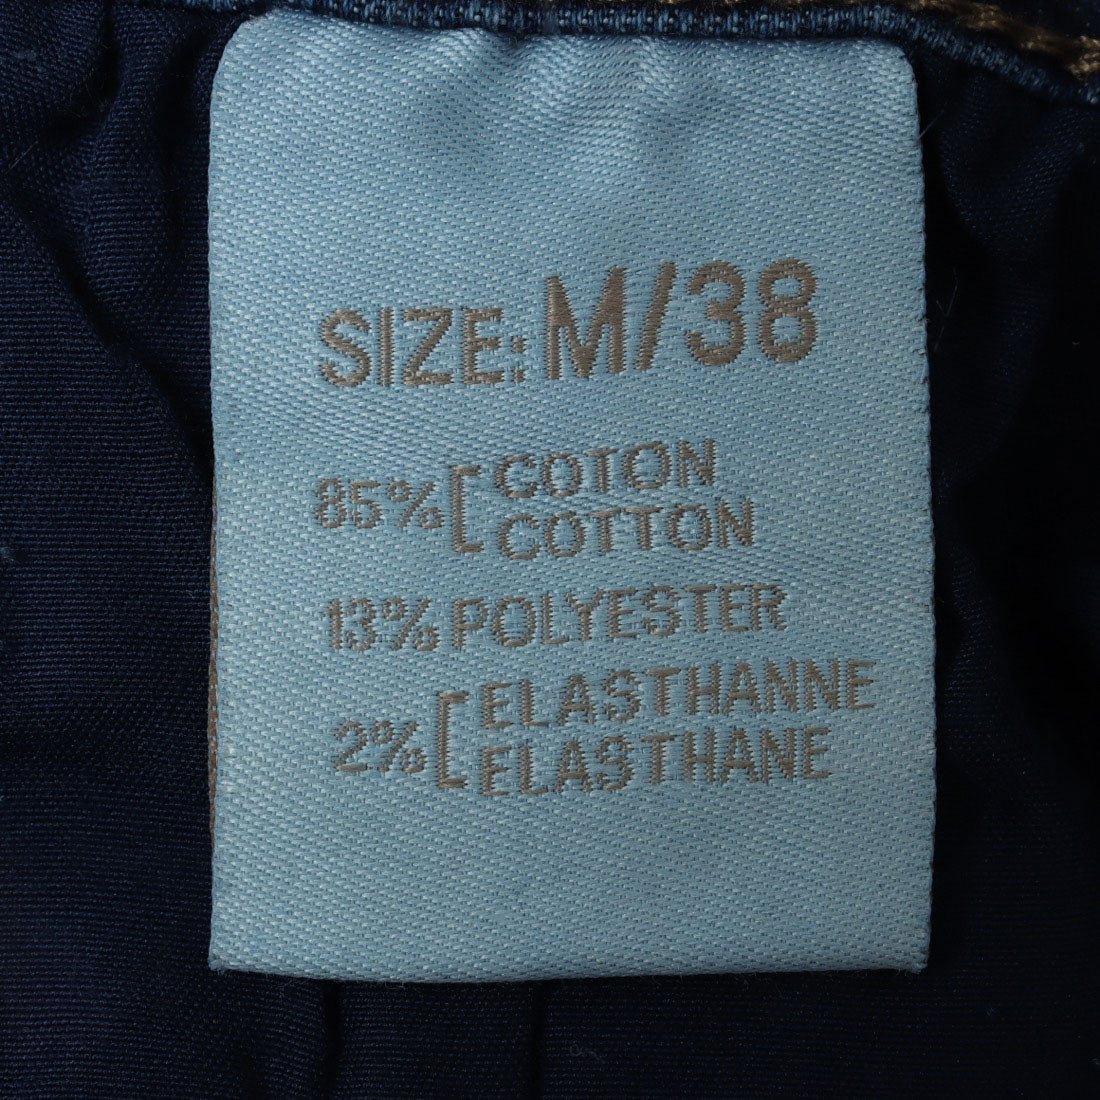 SIZE: M/38
85% [ COTON
COTTON
13% POLYESTER
2% [ ELASTHANNE
ELASTHANE